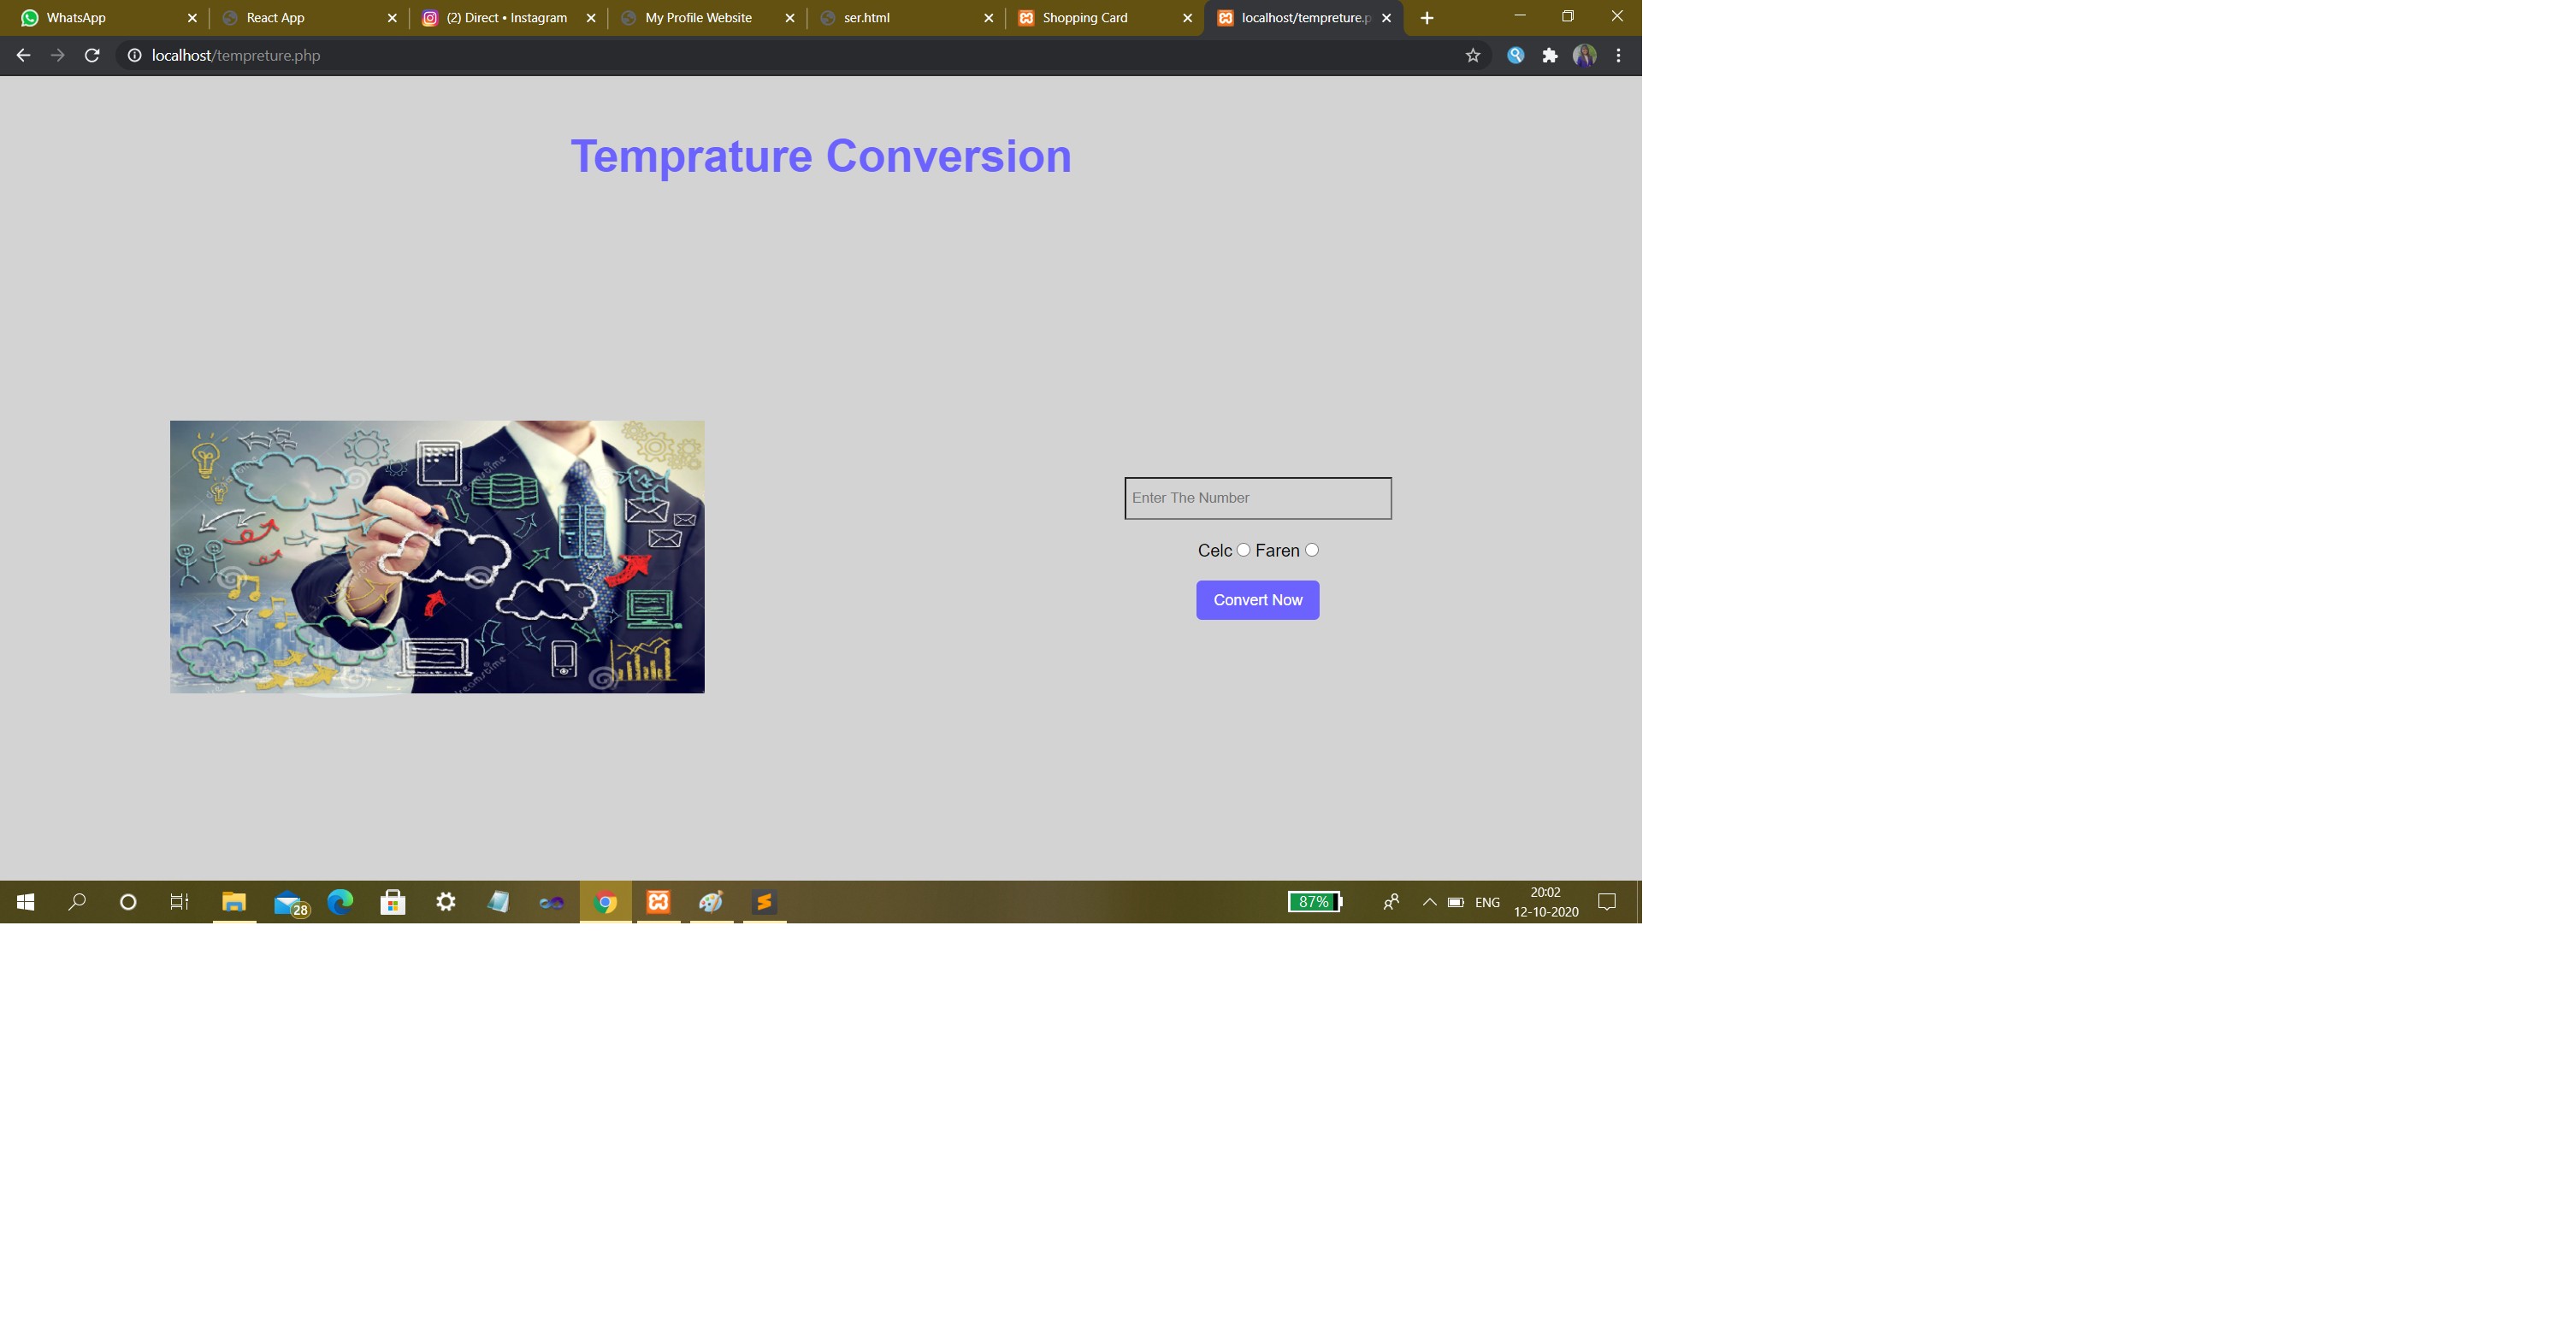 WhatsApp
React App
(2) Direct • Instagram
My Profile Website
ser.html
Shopping Card
localhost/tempreture.p
localhost/tempreture.php
Temprature Conversion
Enter The Number
Celc Faren
Convert Now
28
87%
ENG
20:02
12-10-2020